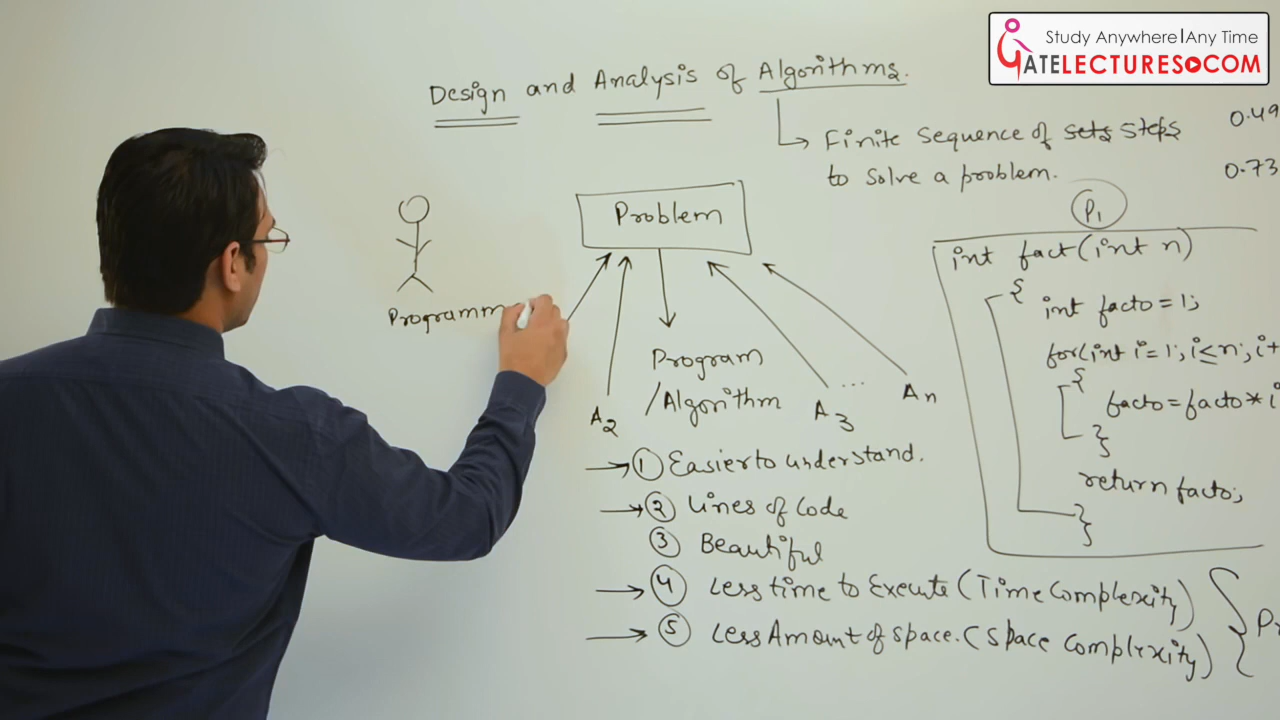 Study Anywhere|Any Time
GATELECTURES.COM
Design and Analysis of Algorithms.
Finite Sequence of sets steps
to solve a problem.
0.49
0.73
Problem
Programm
Program
/Algorithm
A2
A3
...
An
① Easier to understand.
② Lines of Code
③ Beautiful
④ Less time to Execute (Time Complexity)
⑤ Less Amount of space. (Space Complexity)
P1
int fact(int n)
{
int facto = 1;
for(int i=1; i≤n; i+
{
facto = facto * i
}
return facto;
}